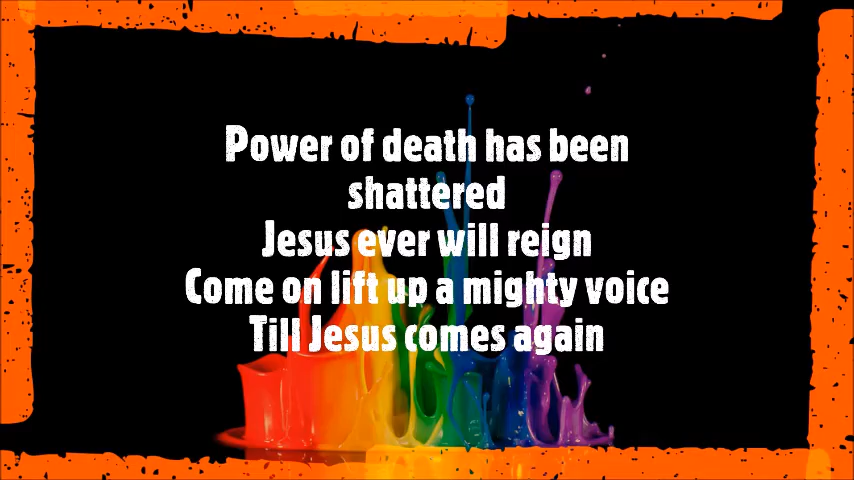 Power of death has been
shattered
Jesus ever will reign
Come on lift up a mighty voice
Till Jesus comes again